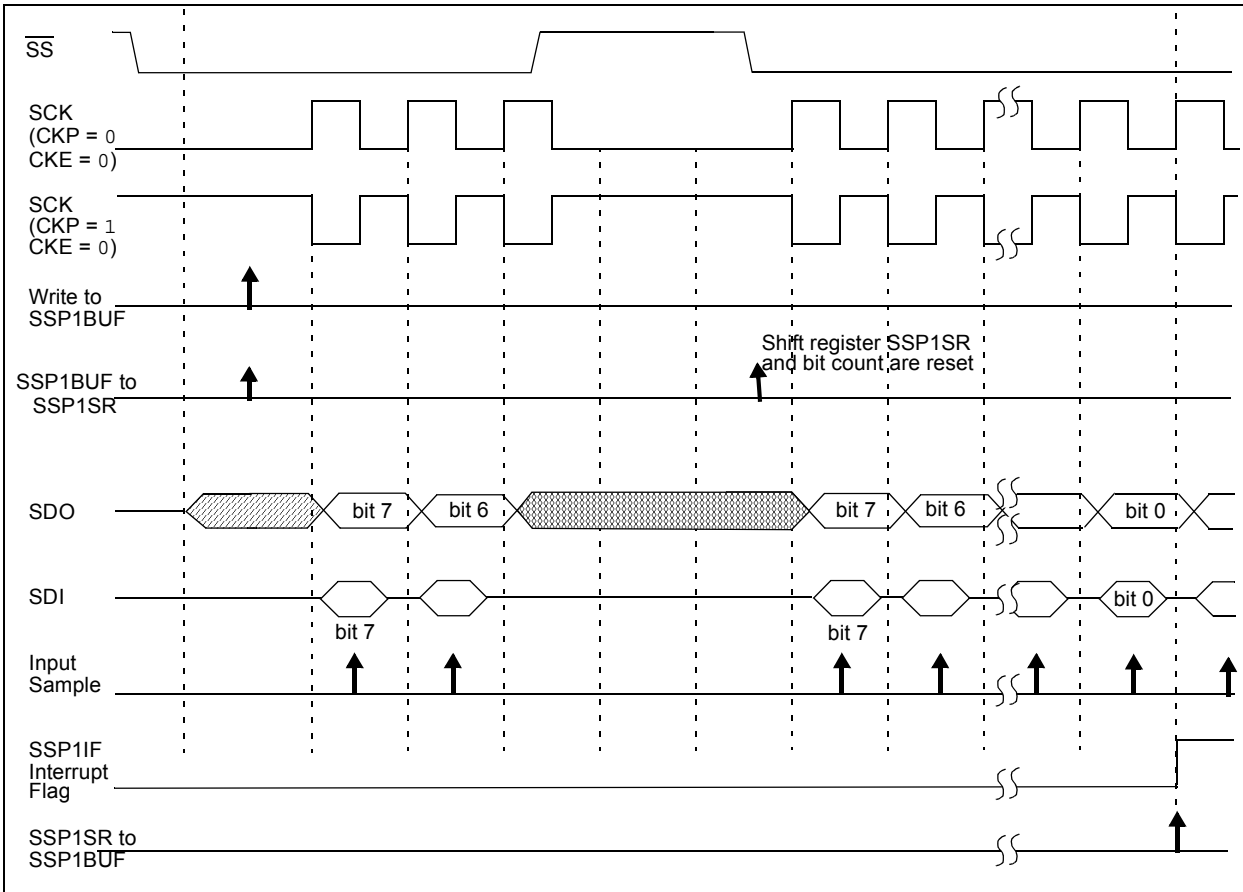 SS
SCK
(CKP = 0
CKE = 0)
SCK
(CKP = 1
CKE = 0)
Write to
SSP1BUF
Shift register SSP1SR
and bit count are reset
SSP1BUF to
SSP1SR
SDO
bit 7
bit 6
bit 7
bit 6
bit 0
SDI
bit 0
bit 7
bit 7
Input
Sample
SSP1IF
Interrupt
Flag
SSP1SR to
SSP1BUF